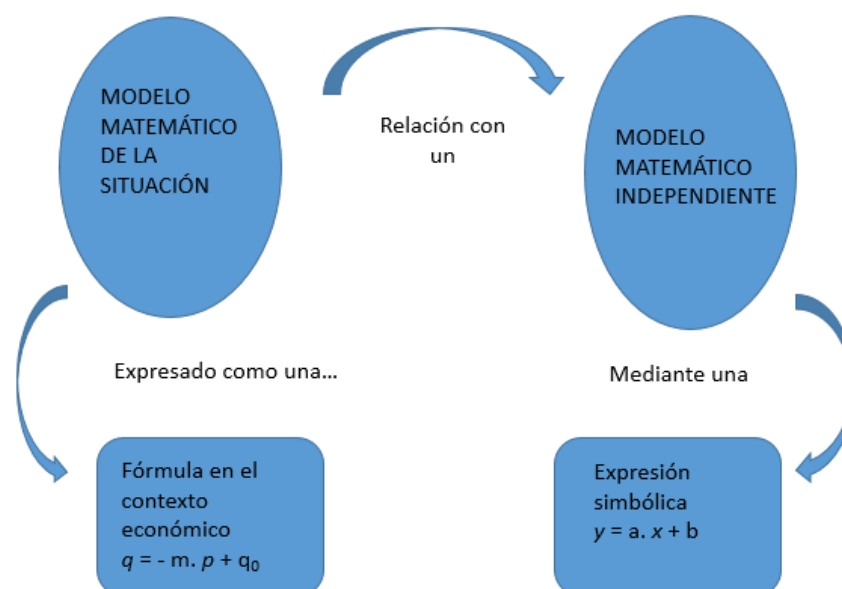 MODELO
MATEMÁTICO
DE LA
SITUACIÓN
Relación con
un
MODELO
MATEMÁTICO
INDEPENDIENTE
Expresado como una...
Mediante una
Fórmula en el
contexto
económico
q = - m. p + q₀
Expresión
simbólica
y = a. x + b